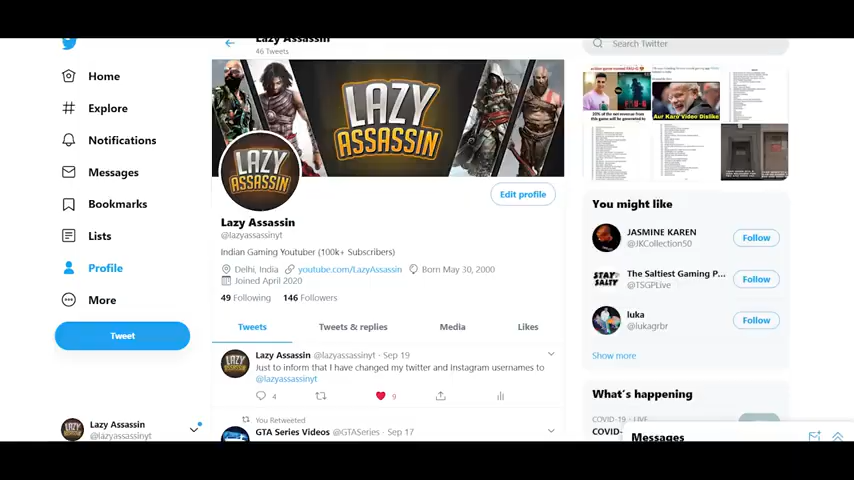 Lazy Assassin
46 Tweets
Search Twitter
Home
Explore
Notifications
Messages
Bookmarks
Lists
Profile
More
Tweet
Lazy Assassin
@lazyassassinyt
LAZY
ASSASSIN
LAZY
ASSASSIN
Edit profile
Lazy Assassin
@lazyassassinyt
Indian Gaming Youtuber (100k+ Subscribers)
Delhi, India youtube.com/LazyAssassin Born May 30, 2000
Joined April 2020
49 Following 146 Followers
Tweets Tweets & replies Media Likes
LAZY
ASSASSIN
Lazy Assassin @lazyassassinyt · Sep 19
Just to inform that I have changed my twitter and Instagram usernames to
@lazyassassinyt
4 9
You Retweeted
GTA Series Videos @GTASeries · Sep 17
Aur Karo Video Dislike
You might like
JASMINE KAREN
@JKCollection50
Follow
STAY
SALTY
The Saltiest Gaming P...
@TSGPLive
Follow
luka
@lukagrbr
Follow
Show more
What's happening
COVID-19 · LIVE
COVID-
Messages